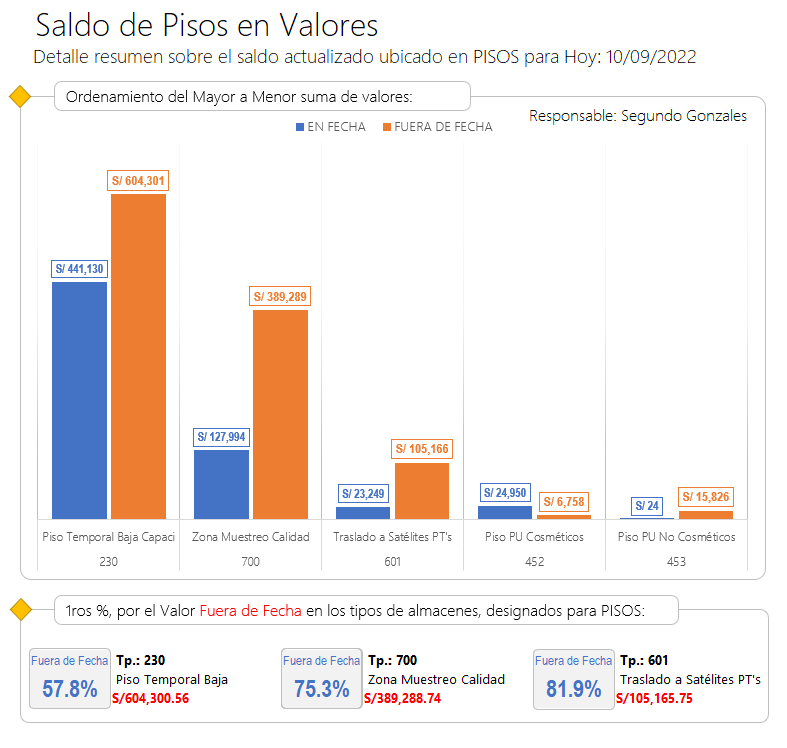 Saldo de Pisos en Valores
Detalle resumen sobre el saldo actualizado ubicado en PISOS para Hoy: 10/09/2022
Ordenamiento del Mayor a Menor suma de valores:
Responsable: Segundo Gonzales
EN FECHA FUERA DE FECHA
S/ 604,301
S/ 441,130
S/ 389,289
S/ 127,994
S/ 105,166
S/ 23,249
S/ 24,950
S/ 6,758
S/ 24
S/ 15,826
Piso Temporal Baja Capaci Zona Muestreo Calidad Traslado a Satélites PT's Piso PU Cosméticos Piso PU No Cosméticos
230 700 601 452 453
1ros %, por el Valor Fuera de Fecha en los tipos de almacenes, designados para PISOS:
Fuera de Fecha
57.8%
Tp.: 230
Piso Temporal Baja
S/604,300.56
Fuera de Fecha
75.3%
Tp.: 700
Zona Muestreo Calidad
S/389,288.74
Fuera de Fecha
81.9%
Tp.: 601
Traslado a Satélites PT's
S/105,165.75